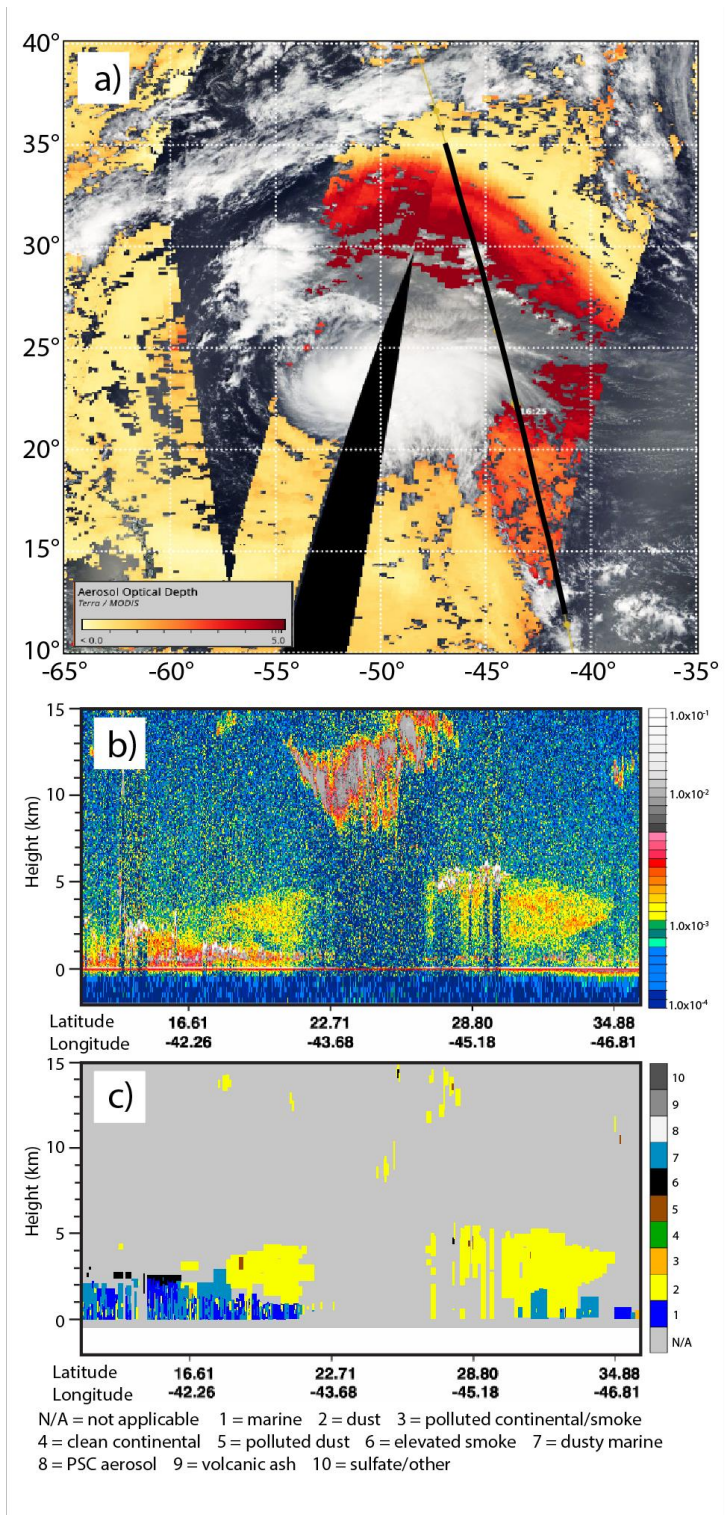 a)
40°
35°
30°
25°
20°
15°
10°
16:25
Aerosol Optical Depth
Terra / MODIS
< 0.0 5.0
-65° -60° -55° -50° -45° -40° -35°
b)
Height (km)
15
10
5
0
1.0x10⁻¹
1.0x10⁻²
1.0x10⁻³
1.0x10⁻⁴
Latitude 16.61 22.71 28.80 34.88
Longitude -42.26 -43.68 -45.18 -46.81
c)
Height (km)
15
10
5
0
10
9
8
7
6
5
4
3
2
1
N/A
Latitude 16.61 22.71 28.80 34.88
Longitude -42.26 -43.68 -45.18 -46.81
N/A = not applicable 1 = marine 2 = dust 3 = polluted continental/smoke
4 = clean continental 5 = polluted dust 6 = elevated smoke 7 = dusty marine
8 = PSC aerosol 9 = volcanic ash 10 = sulfate/other